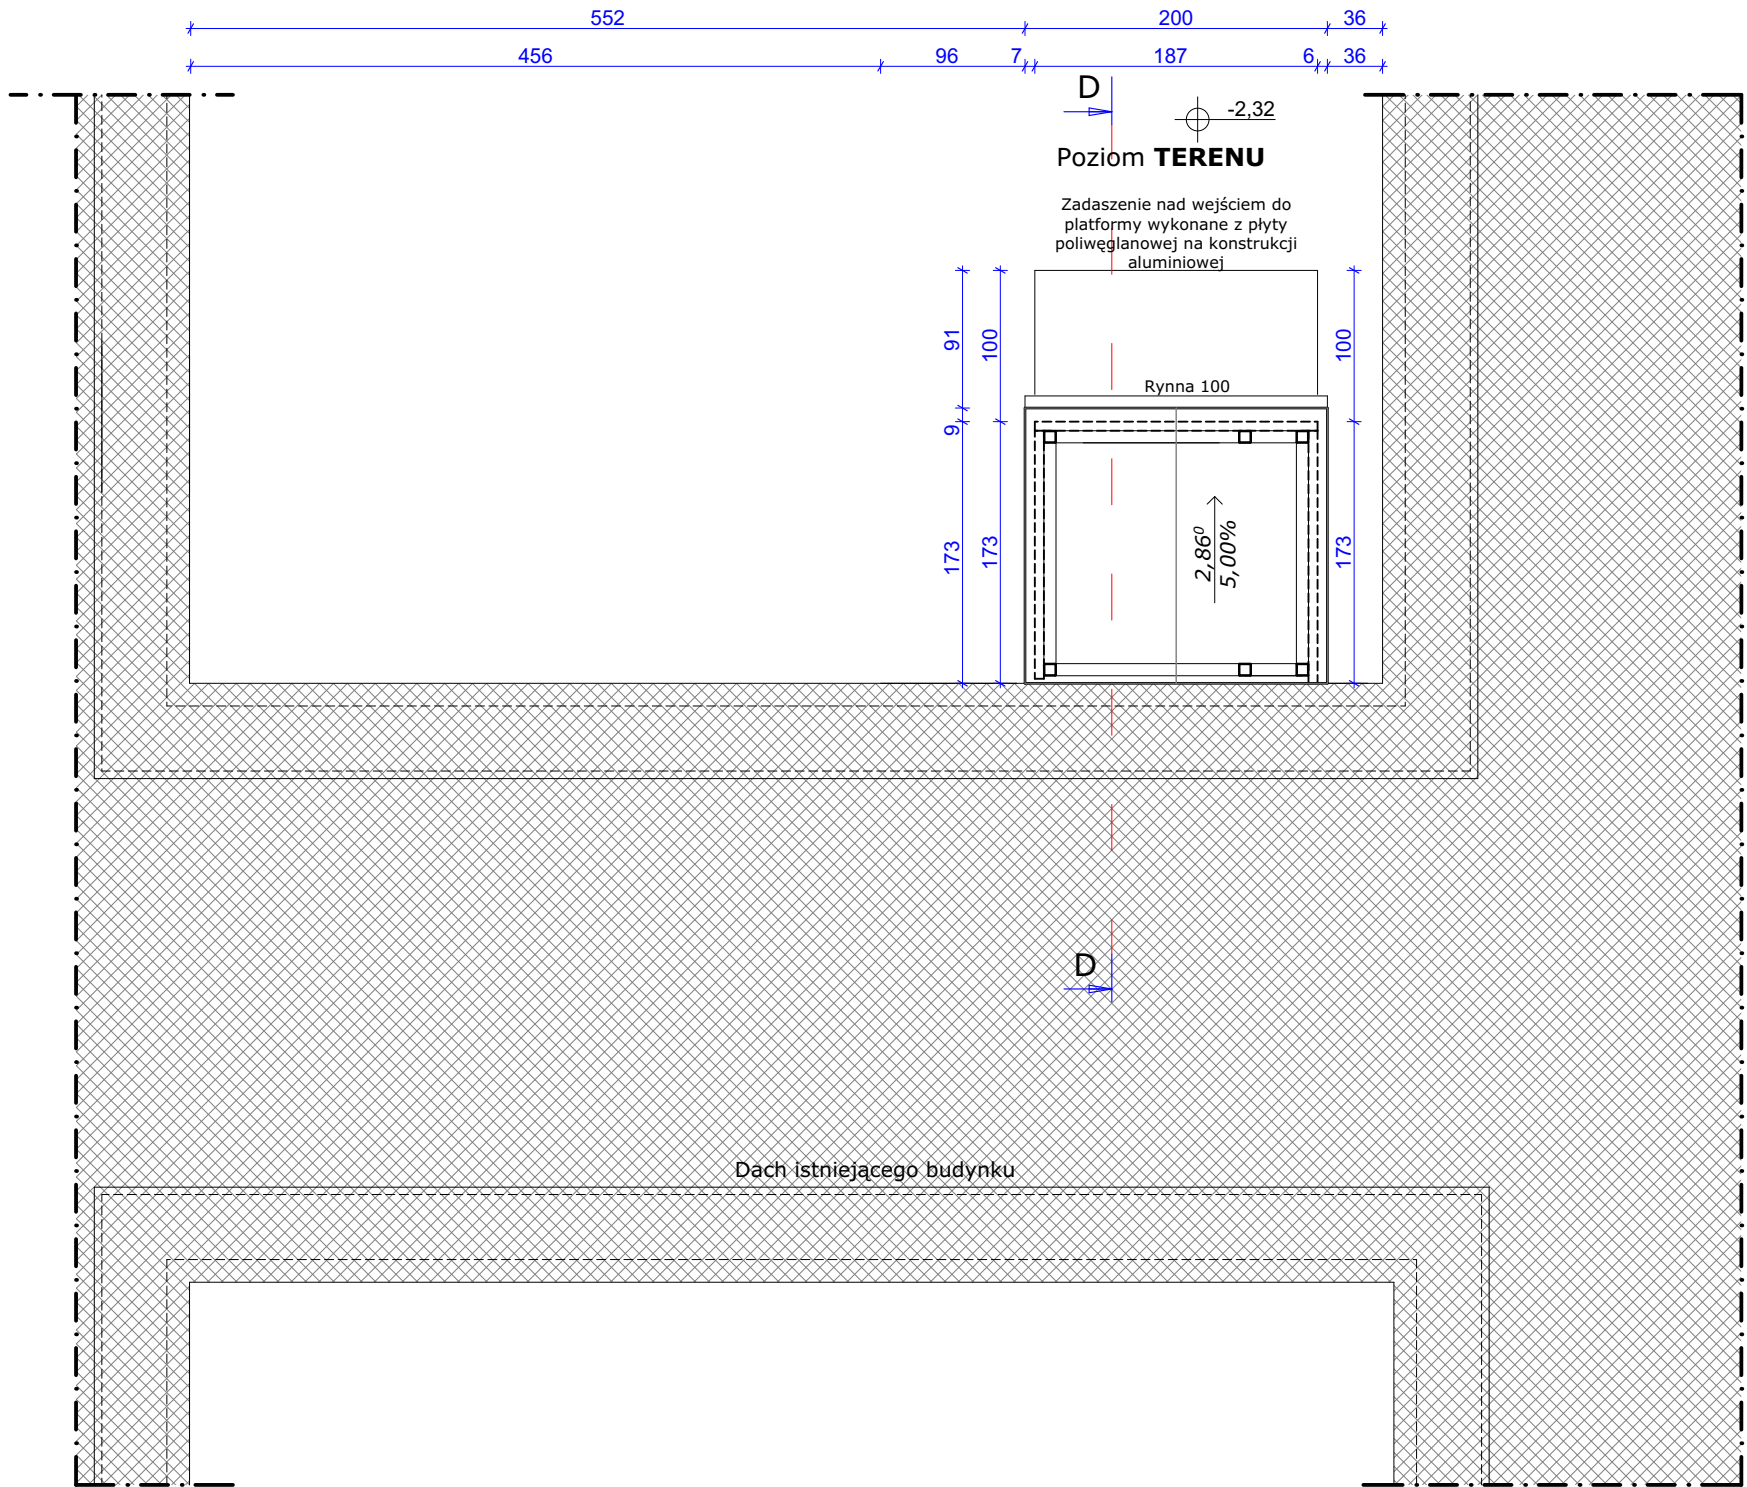 552 200 36
456 96 7 187 6 36
D
-2,32
Poziom TERENU
Zadaszenie nad wejściem do
platformy wykonane z płyty
poliwęglanowej na konstrukcji
aluminiowej
91 100 100
Rynna 100
9
173 173 173
2,86⁰
5,00%
D
Dach istniejącego budynku